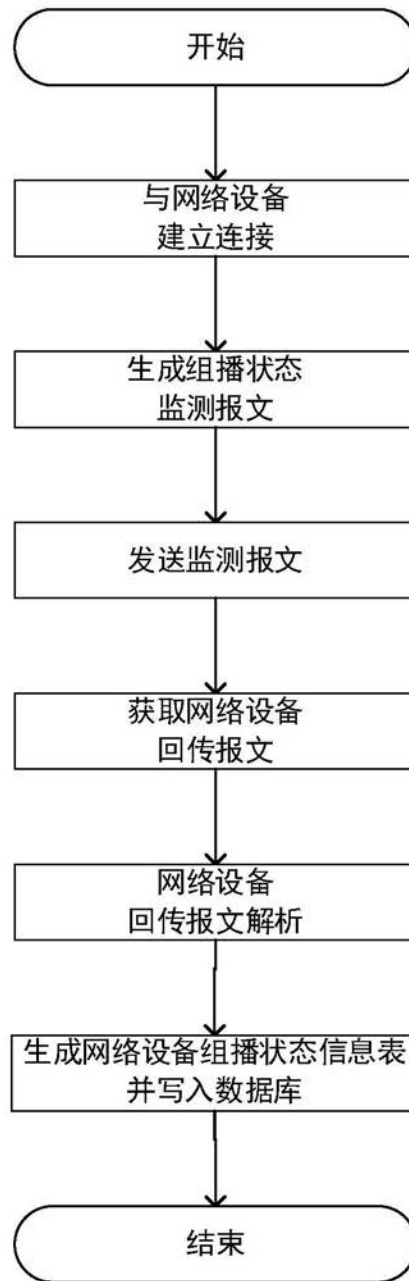 开始
与网络设备
建立连接
生成组播状态
监测报文
发送监测报文
获取网络设备
回传报文
网络设备
回传报文解析
生成网络设备组播状态信息表
并写入数据库
结束